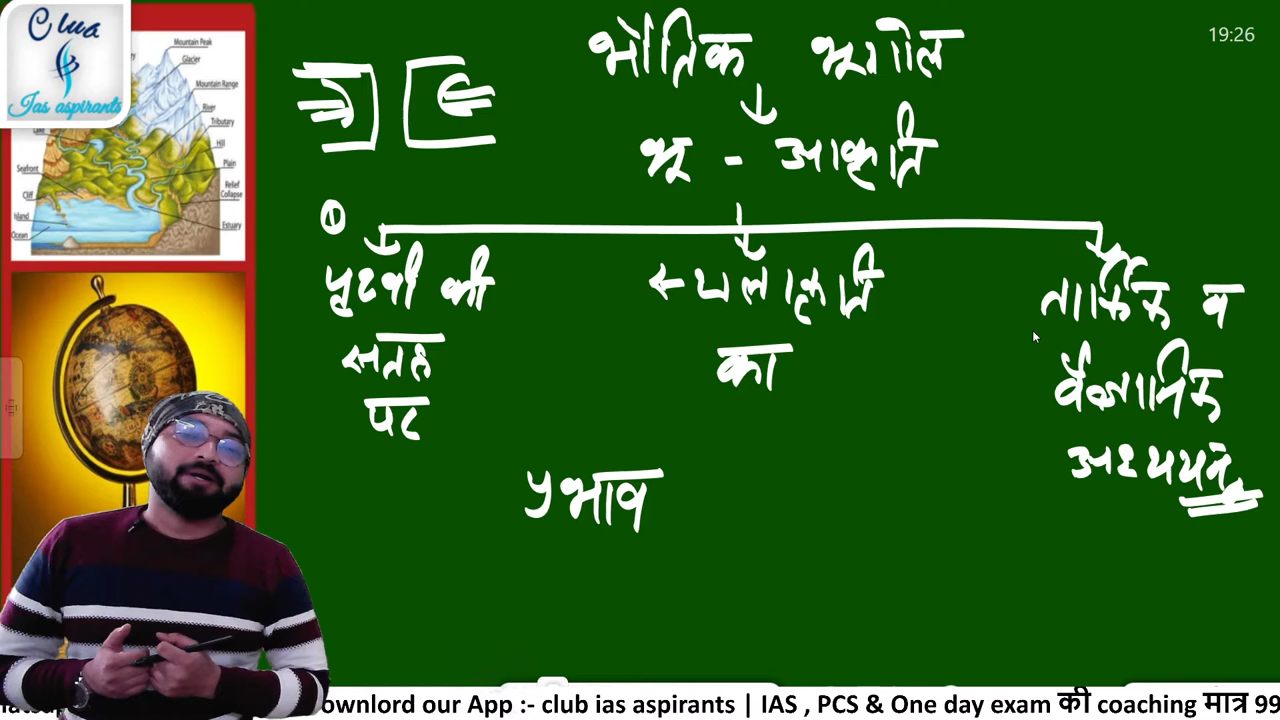 Clua
Ias aspirants
19:26
Mountain Peak
Glacier
Mountain Range
River
Tributary
Hill
Lake
Plain
Seafont
Relief
Collapse
Cliff
Island
Estuary
Ocean
भौतिक भूगोल
भू - आकृति
पृथ्वी की
सतह
पर
स्थलाकृति
का
तार्किक व
वैज्ञानिक
अध्ययन
प्रभाव
ownlord our App :- club ias aspirants | IAS , PCS & One day exam की coaching मात्र 99